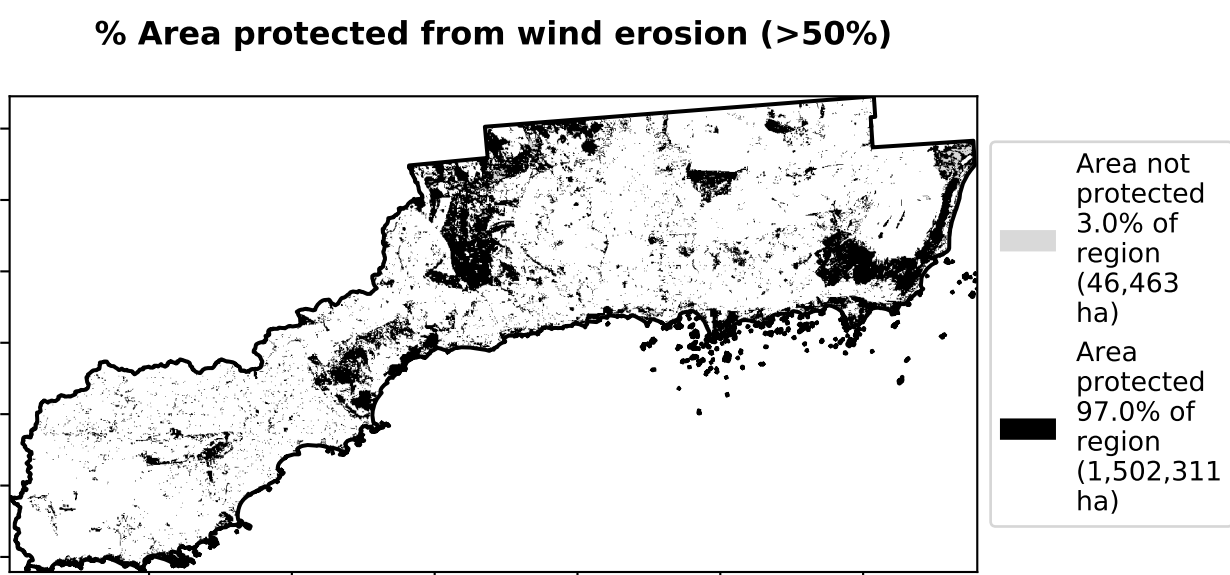 % Area protected from wind erosion (>50%)
Area not
protected
3.0% of
region
(46,463
ha)
Area
protected
97.0% of
region
(1,502,311
ha)